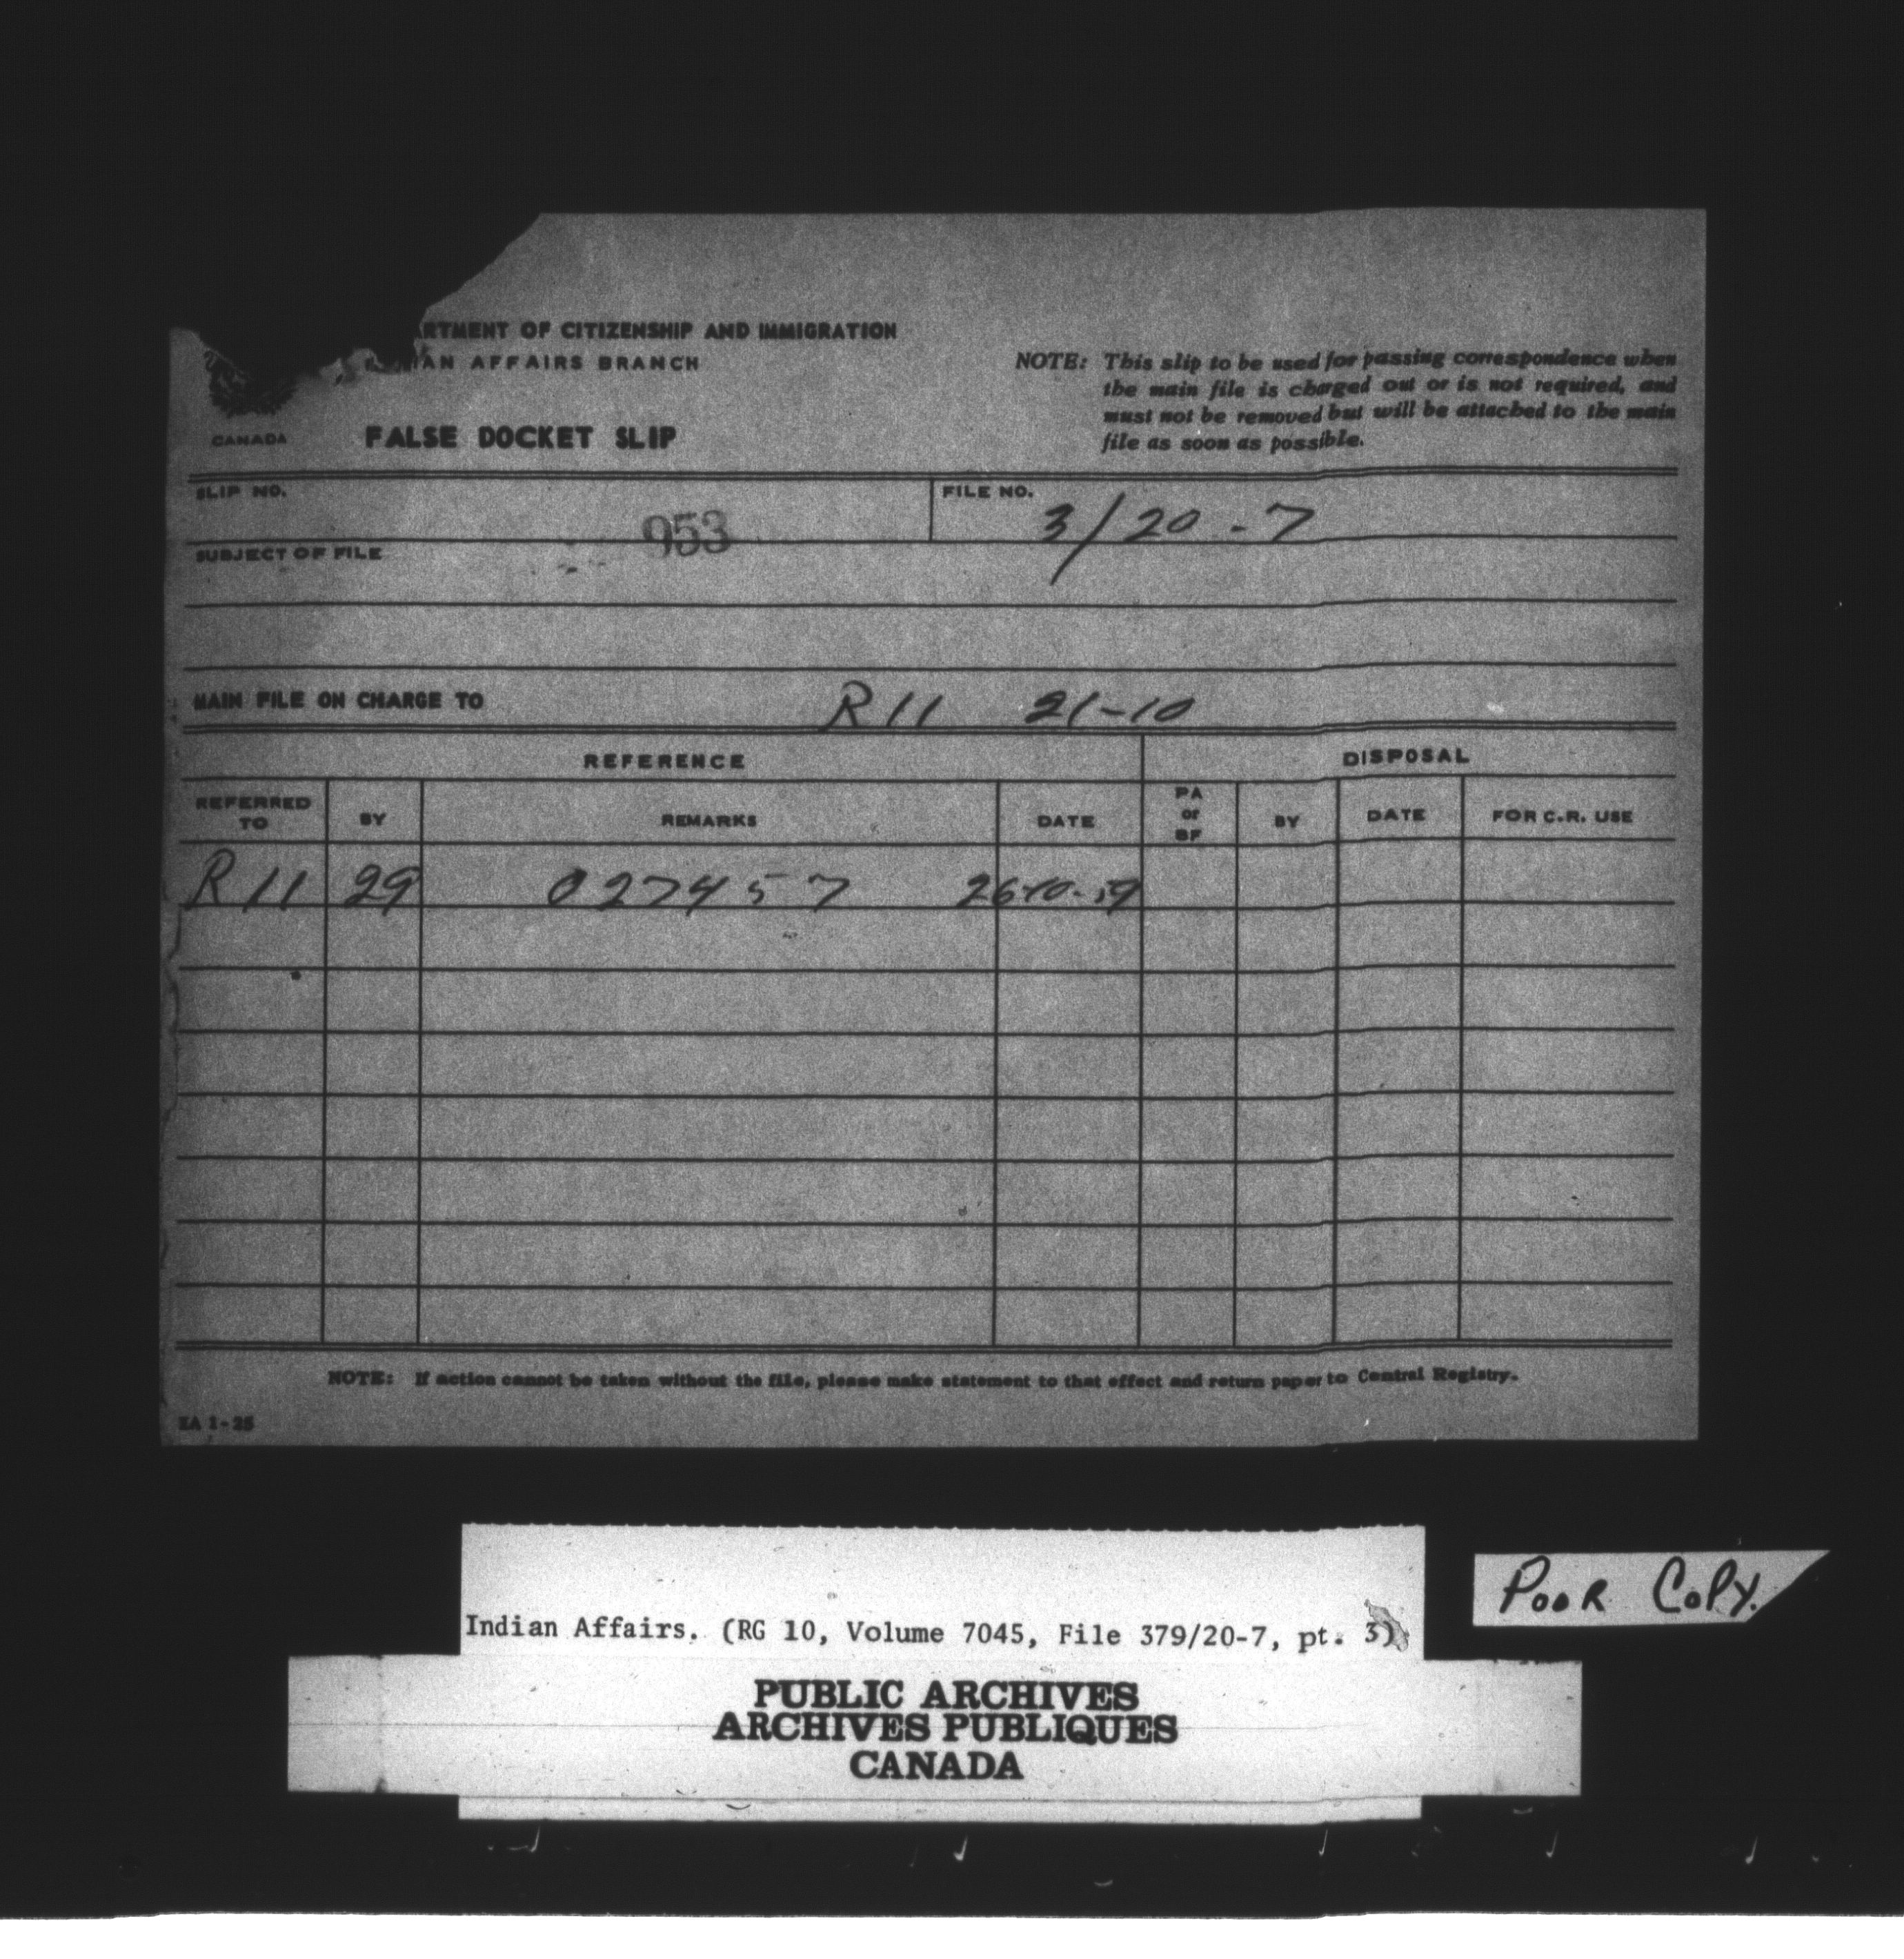 RTMENT OF CITIZENSHIP AND IMMIGRATION
IAN AFFAIRS BRANCH
CANADA
FALSE DOCKET SLIP
NOTE: This slip to be used for passing correspondence when
the main file is charged out or is not required, and
must not be removed but will be attached to the main
file as soon as possible.
SLIP NO.
953
FILE NO.
3/20-7
SUBJECT OF FILE
MAIN FILE ON CHARGE TO
R11 21-10
REFERENCE
DISPOSAL
REFERRED
TO
BY
REMARKS
DATE
PA
or
BF
BY
DATE
FOR C.R. USE
R11 29 027457 26-10-59
NOTE: If action cannot be taken without the file, please make statement to that effect and return paper to Central Registry.
IA 1-25
Indian Affairs. (RG 10, Volume 7045, File 379/20-7, pt. 3)
Poor Copy.
PUBLIC ARCHIVES
ARCHIVES PUBLIQUES
CANADA